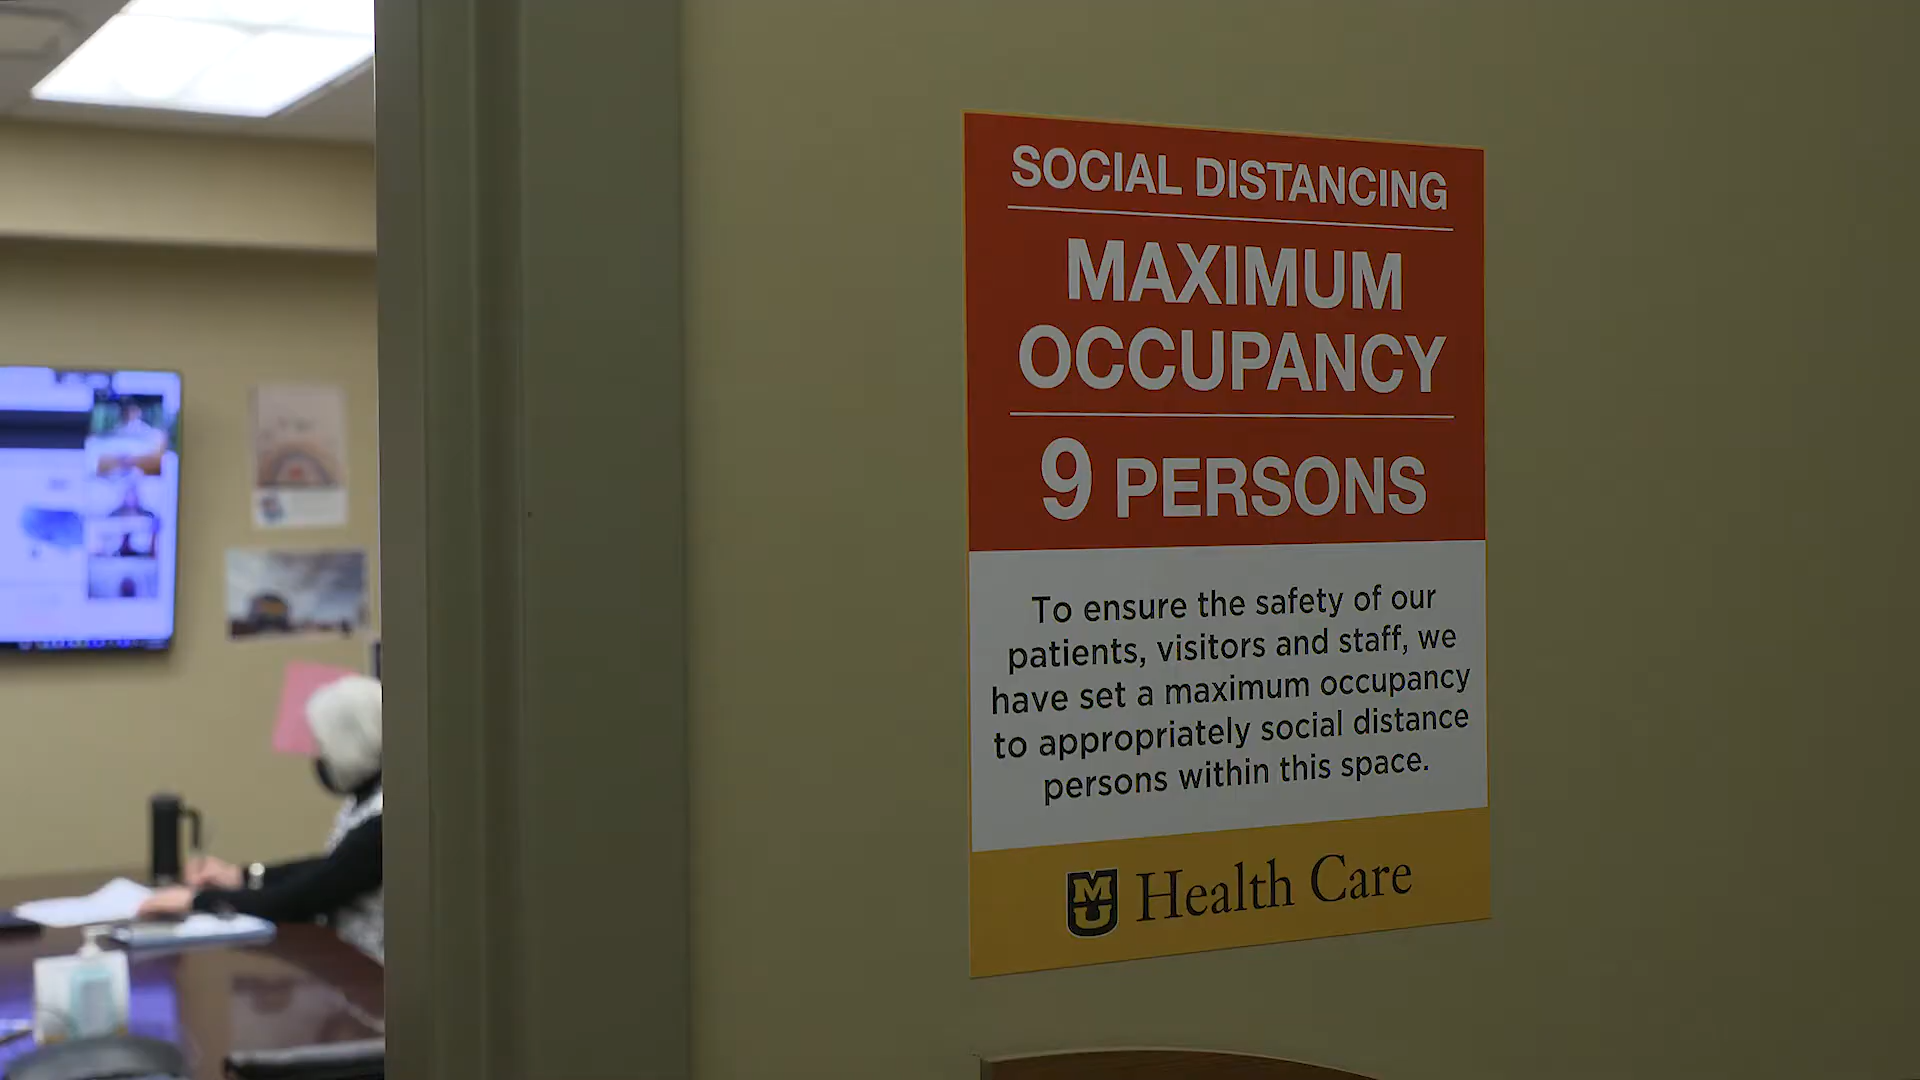 SOCIAL DISTANCING
MAXIMUM
OCCUPANCY
9 PERSONS
To ensure the safety of our
patients, visitors and staff, we
have set a maximum occupancy
to appropriately social distance
persons within this space.
MU Health Care